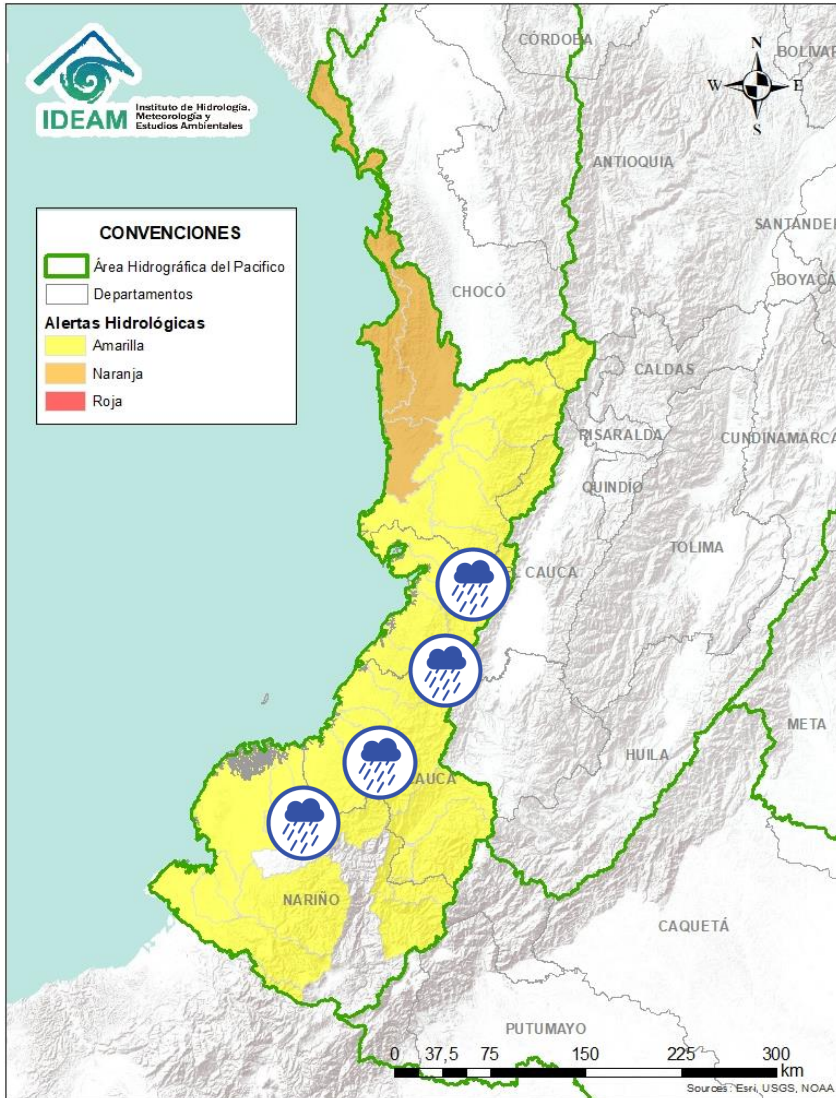 IDEAM
Instituto de Hidrología,
Meteorología y
Estudios Ambientales
N
W E
S
CÓRDOBA
BOLÍVAR
ANTIOQUIA
SANTANDER
BOYACÁ
CHOCÓ
CONVENCIONES
Área Hidrográfica del Pacifico
Departamentos
Alertas Hidrológicas
Amarilla
Naranja
Roja
CALDAS
RISARALDA
CUNDINAMARCA
QUINDÍO
TOLIMA
CAUCA
META
HUILA
AUCA
NARIÑO
CAQUETÁ
PUTUMAYO
0 37,5 75 150 225 300
km
Sources: Esri, USGS, NOAA